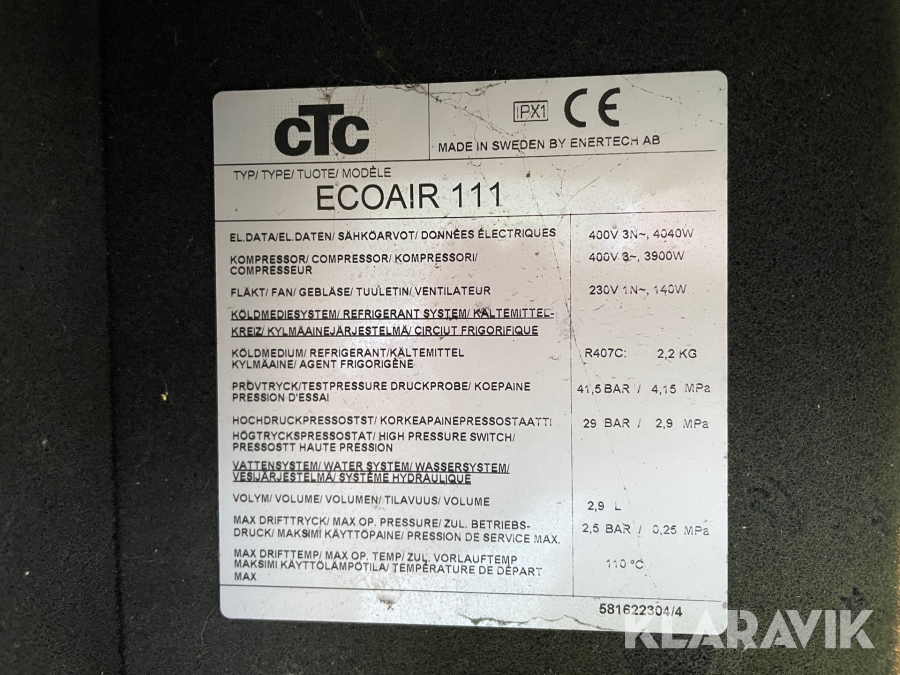 CTC
IPX1 CE
MADE IN SWEDEN BY ENERTECH AB
TYP/ TYPE/ TUOTE/ MODÈLE
ECOAIR 111
EL.DATA/EL.DATEN/ SÄHKÖARVOT/ DONNÉES ÉLECTRIQUES 400V 3N~, 4040W
KOMPRESSOR/ COMPRESSOR/ KOMPRESSORI/ 400V 3~, 3900W
COMPRESSEUR
FLÄKT/ FAN/ GEBLÄSE/ TUULETIN/ VENTILATEUR 230V 1N~, 140W
KÖLDMEDIESYSTEM/ REFRIGERANT SYSTEM/ KÄLTEMITTEL-
KREIZ/ KYLMÄAINEJÄRJESTELMÄ/ CIRCIUT FRIGORIFIQUE
KÖLDMEDIUM/ REFRIGERANT/KÄLTEMITTEL R407C: 2,2 KG
KYLMÄAINE/ AGENT FRIGORIGÈNE
PROVTRYCK/TESTPRESSURE DRUCKPROBE/ KOEPAINE 41,5 BAR / 4,15 MPa
PRESSION D'ESSAI
HOCHDRUCKPRESSOSTST/ KORKEAPAINEPRESSOSTAATTI 29 BAR / 2,9 MPa
HÖGTRYCKSPRESSOSTAT/ HIGH PRESSURE SWITCH/
PRESSOSTT HAUTE PRESSION
VATTENSYSTEM/ WATER SYSTEM/ WASSERSYSTEM/
VESIJÄRJESTELMÄ/ SYSTÈME HYDRAULIQUE
VOLYM/ VOLUME/ VOLUMEN/ TILAVUUS/ VOLUME 2,9 L
MAX DRIFTTRYCK/ MAX OP. PRESSURE/ ZUL. BETRIEBS- 2,5 BAR / 0,25 MPa
DRUCK/ MAKSIMI KÄYTTÖPAINE/ PRESSION DE SERVICE MAX.
MAX DRIFTTEMP/ MAX OP. TEMP/ ZUL. VORLAUFTEMP 110 °C
MAKSIMI KÄYTTÖLÄMPÖTILA/ TEMPÉRATURE DE DÉPART
MAX
581622304/4
KLARAVIK